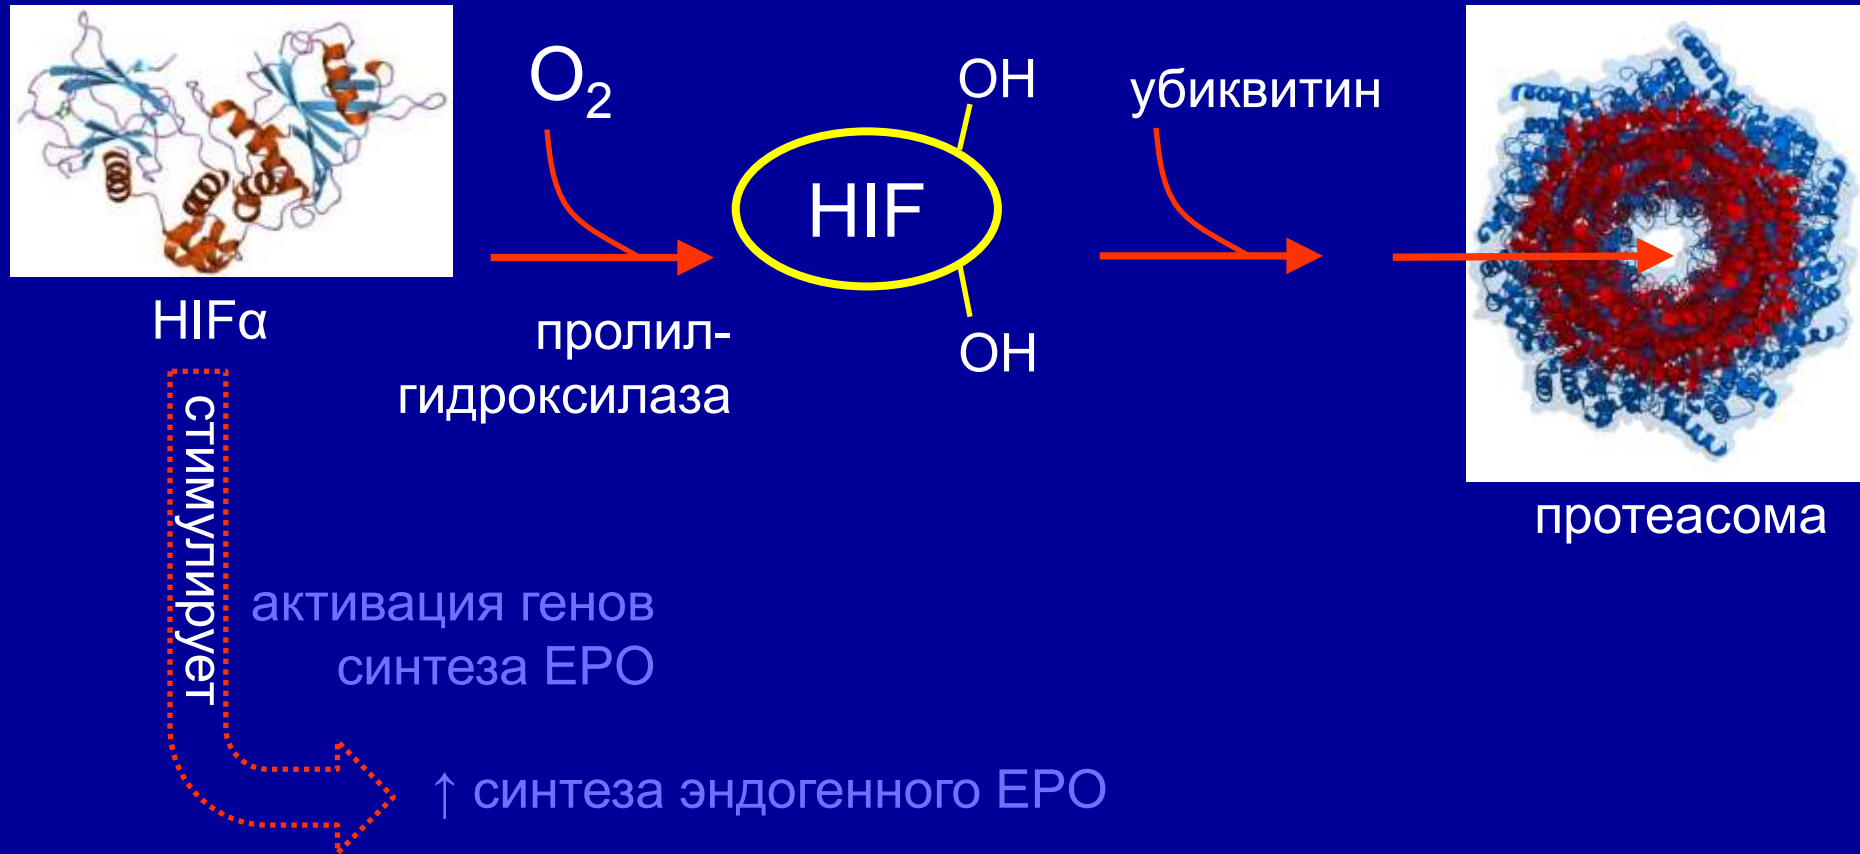 HIFα
O₂
пролил-
гидроксилаза
OH
HIF
OH
убиквитин
протеасома
стимулирует
активация генов
синтеза EPO
↑ синтеза эндогенного EPO